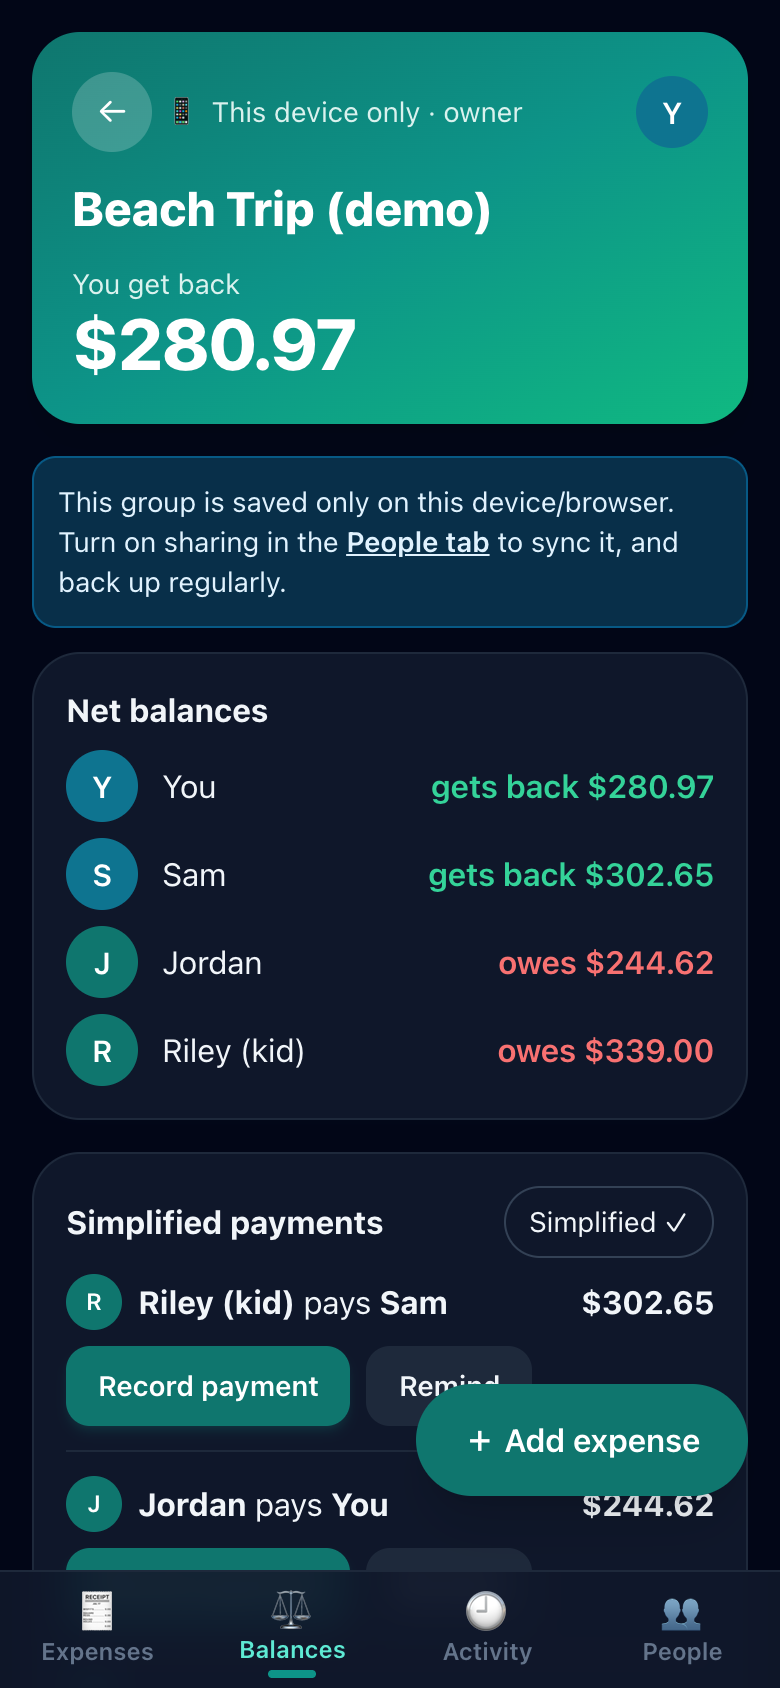 This device only · owner
Y
Beach Trip (demo)
You get back
$280.97
This group is saved only on this device/browser.
Turn on sharing in the People tab to sync it, and
back up regularly.
Net balances
Y You gets back $280.97
S Sam gets back $302.65
J Jordan owes $244.62
R Riley (kid) owes $339.00
Simplified payments Simplified ✓
R Riley (kid) pays Sam $302.65
Record payment Remind
+ Add expense
J Jordan pays You $244.62
Expenses Balances Activity People